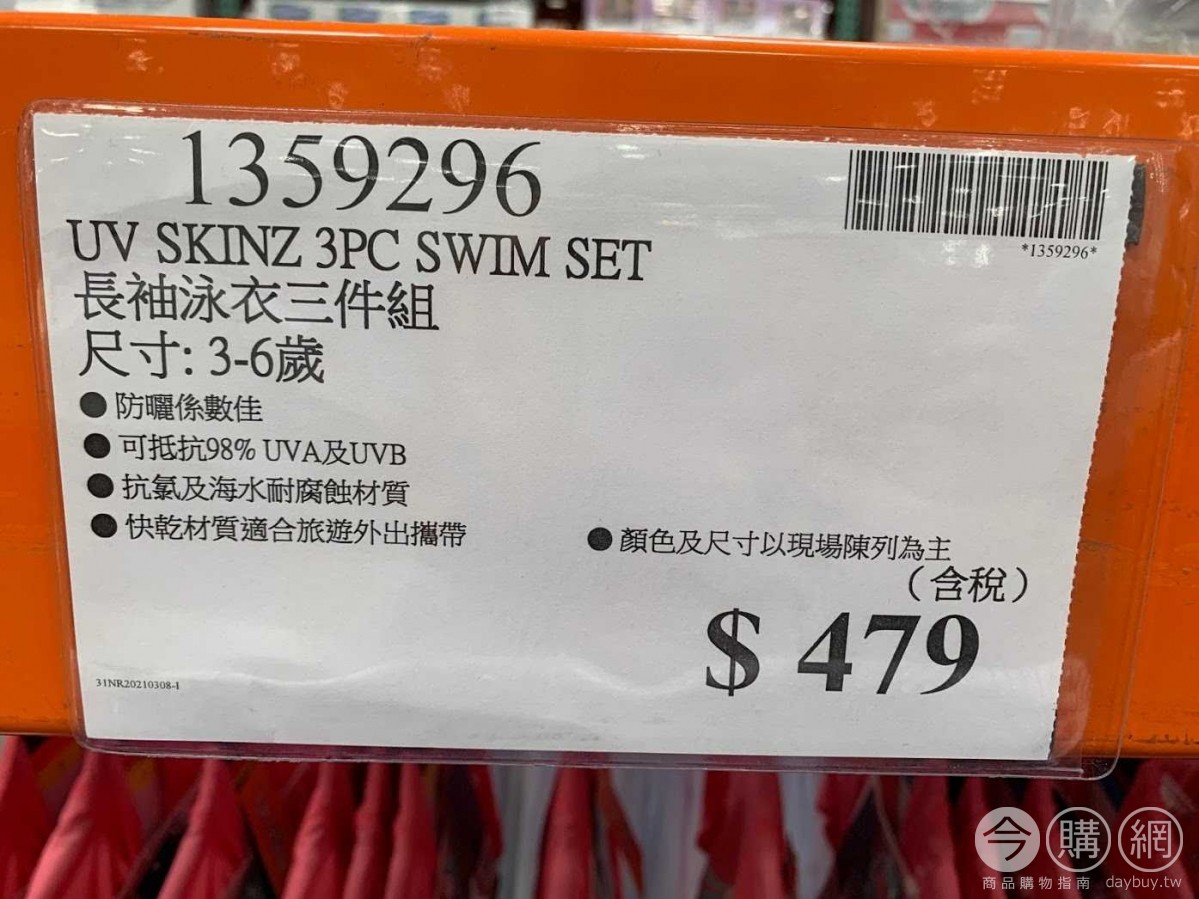 1359296
*1359296*
UV SKINZ 3PC SWIM SET
長袖泳衣三件組
尺寸: 3-6歲
● 防曬係數佳
● 可抵抗98% UVA及UVB
● 抗氯及海水耐腐蝕材質
● 快乾材質適合旅遊外出攜帶
● 顏色及尺寸以現場陳列為主
（含稅）
$ 479
31NR20210308-1
今購網
商品購物指南 daybuy.tw